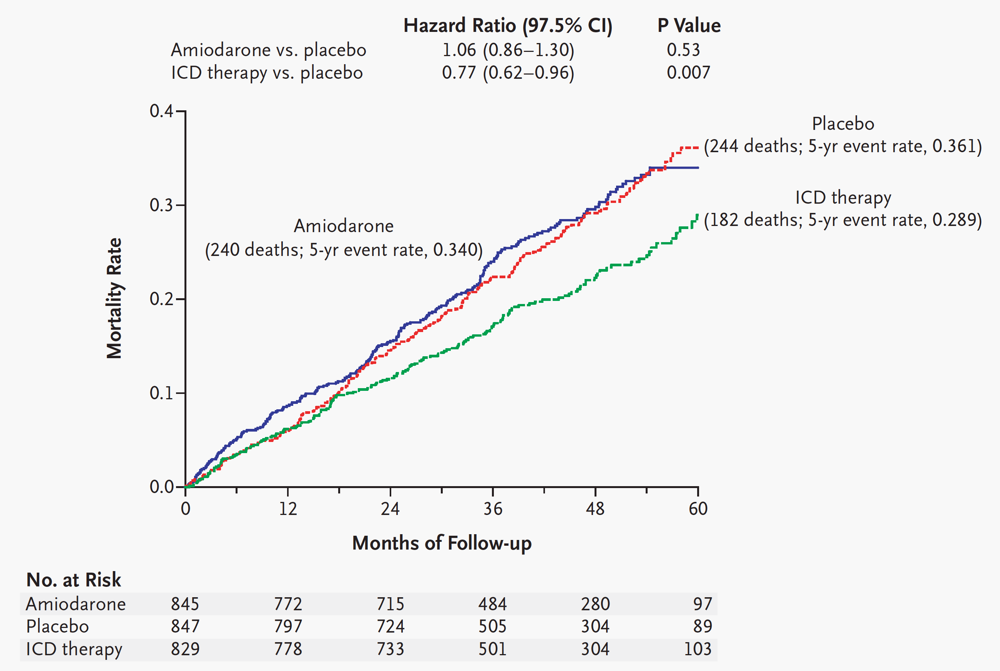 Hazard Ratio (97.5% CI) P Value
Amiodarone vs. placebo 1.06 (0.86–1.30) 0.53
ICD therapy vs. placebo 0.77 (0.62–0.96) 0.007
0.4
0.3
0.2
0.1
0.0
Mortality Rate
Placebo
(244 deaths; 5-yr event rate, 0.361)
ICD therapy
(182 deaths; 5-yr event rate, 0.289)
Amiodarone
(240 deaths; 5-yr event rate, 0.340)
0 12 24 36 48 60
Months of Follow-up
No. at Risk
Amiodarone 845 772 715 484 280 97
Placebo 847 797 724 505 304 89
ICD therapy 829 778 733 501 304 103